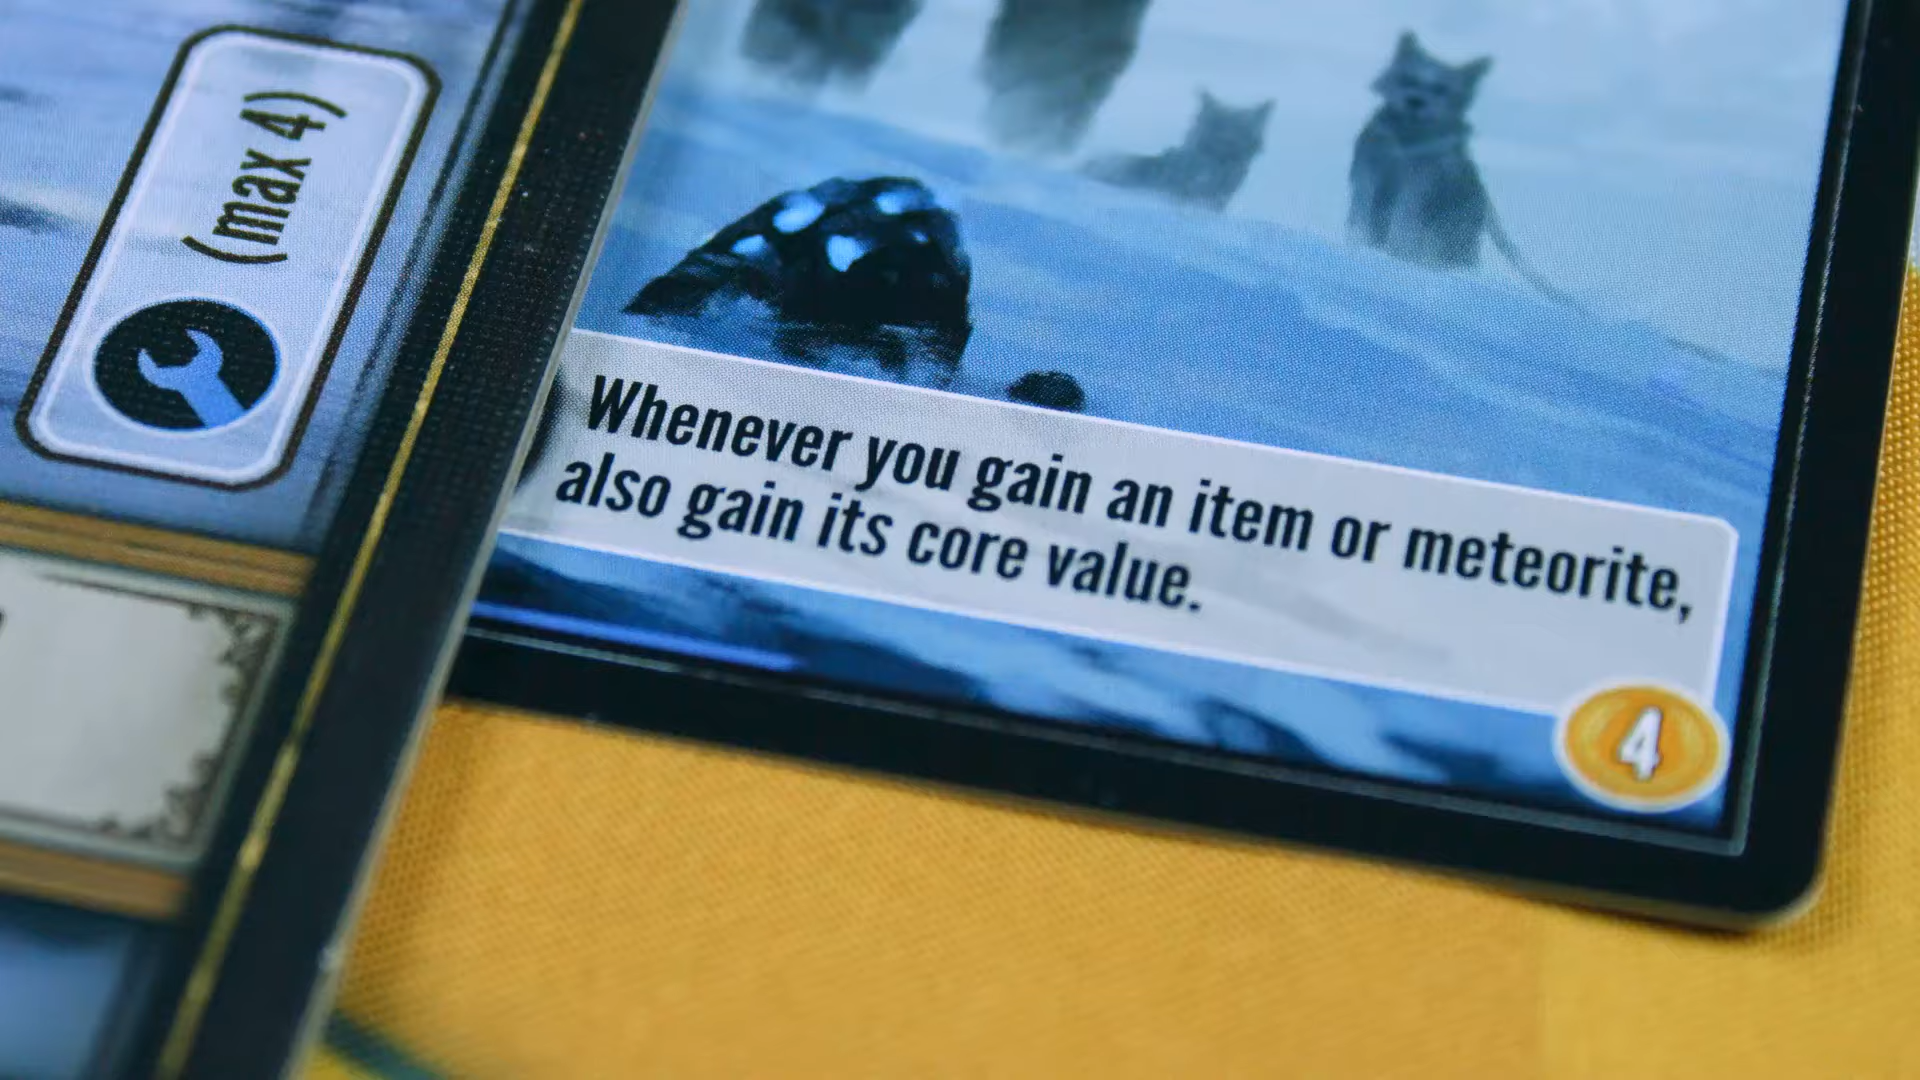 (max 4)
Whenever you gain an item or meteorite,
also gain its core value.
4